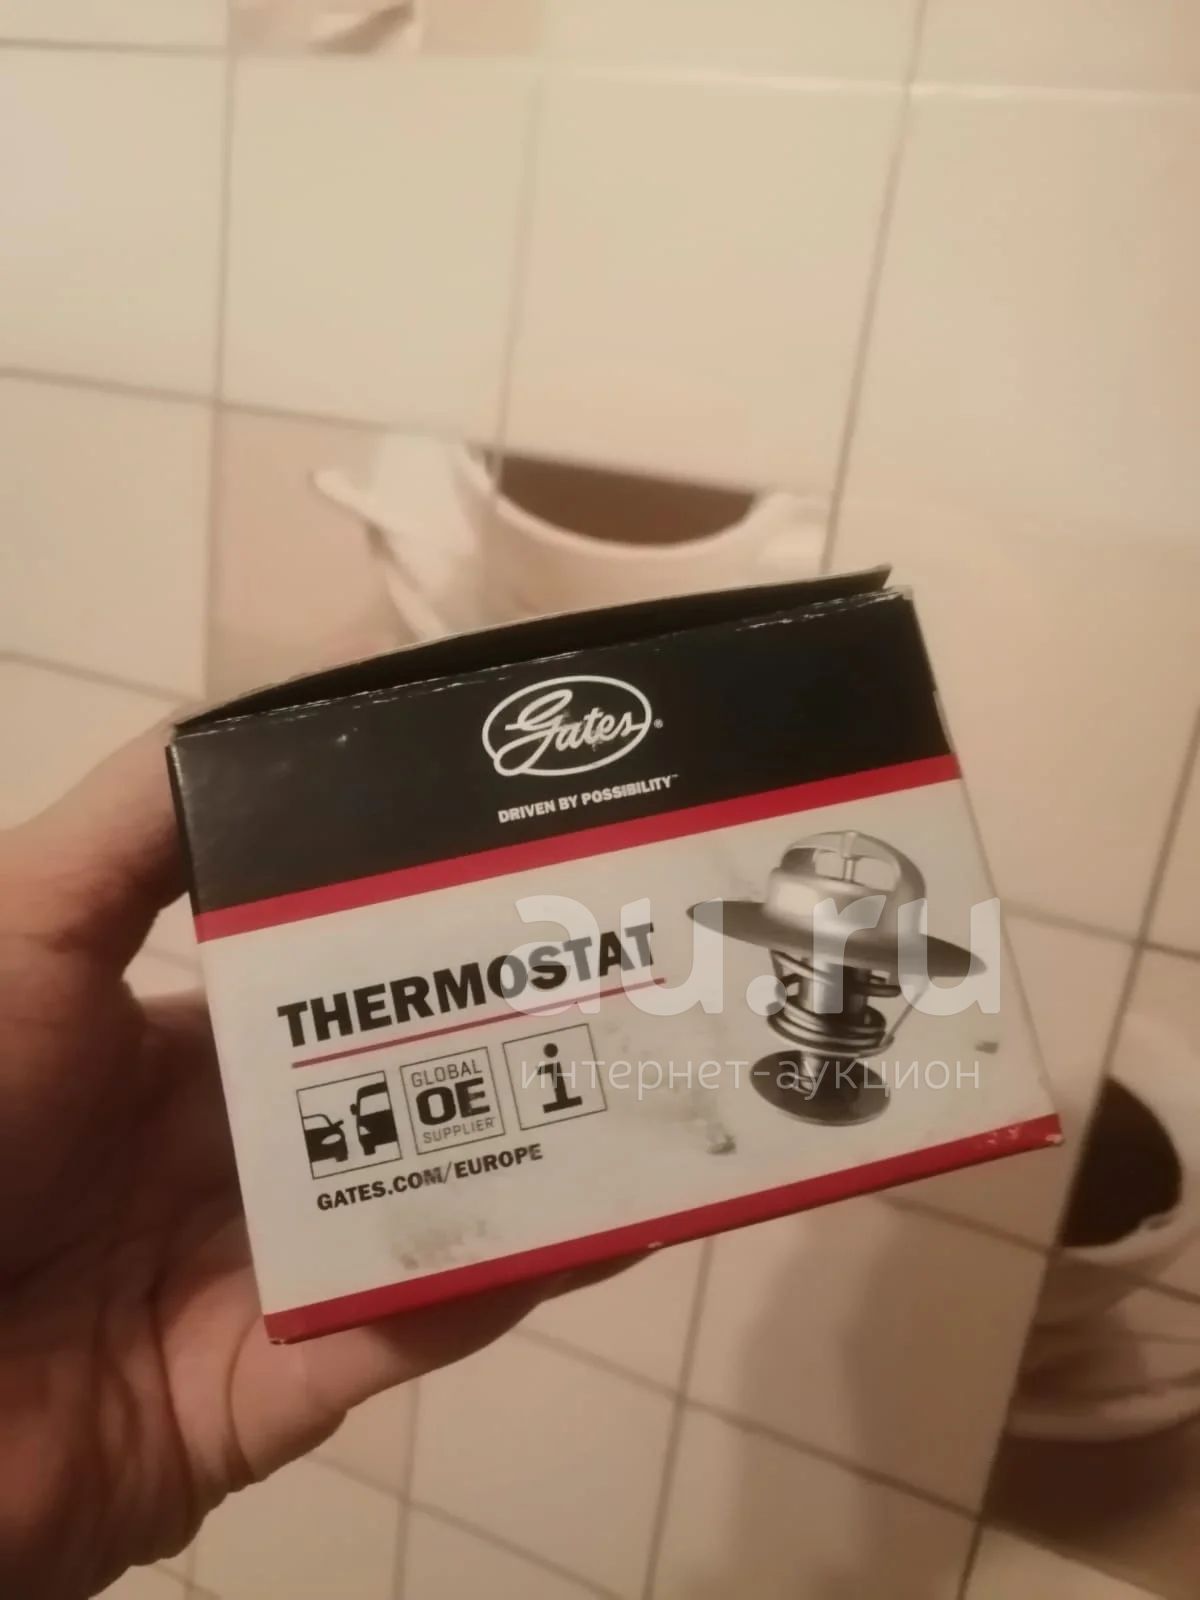 Gates®
DRIVEN BY POSSIBILITY™
THERMOSTAT
GLOBAL
OE
SUPPLIER
i
GATES.COM/EUROPE
au.ru
интернет-аукцион